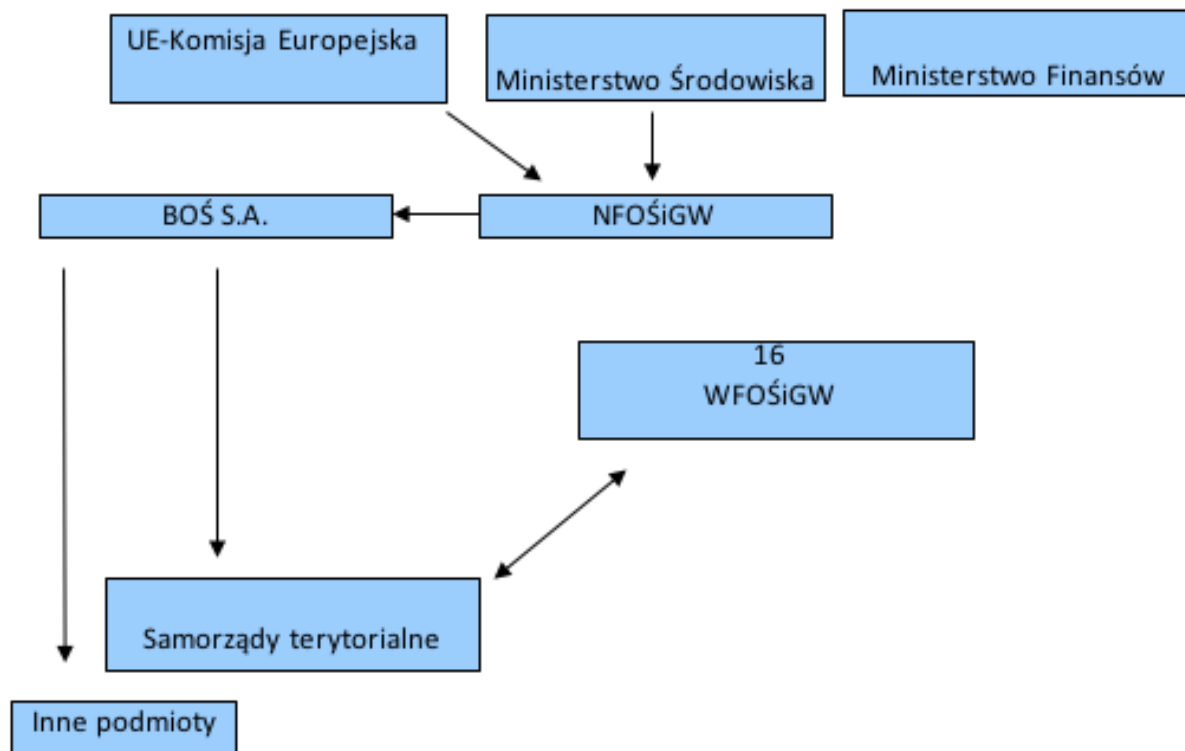 UE-Komisja Europejska
Ministerstwo Środowiska
Ministerstwo Finansów
BOŚ S.A.
NFOŚiGW
16
WFOŚiGW
Samorządy terytorialne
Inne podmioty